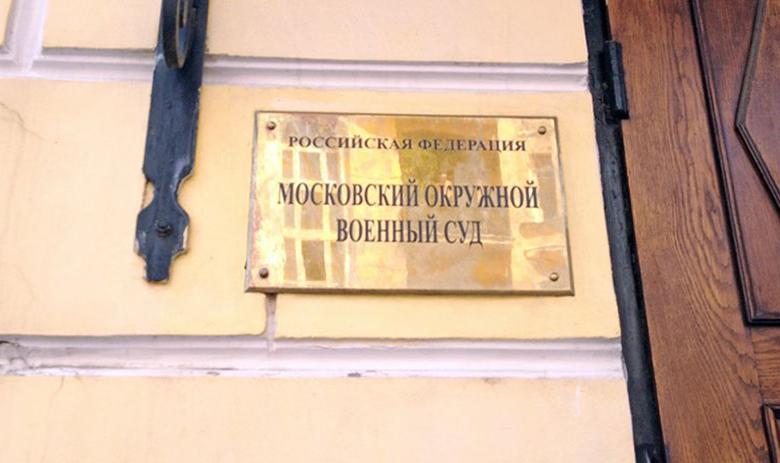 РОССИЙСКАЯ ФЕДЕРАЦИЯ
МОСКОВСКИЙ ОКРУЖНОЙ
ВОЕННЫЙ СУД